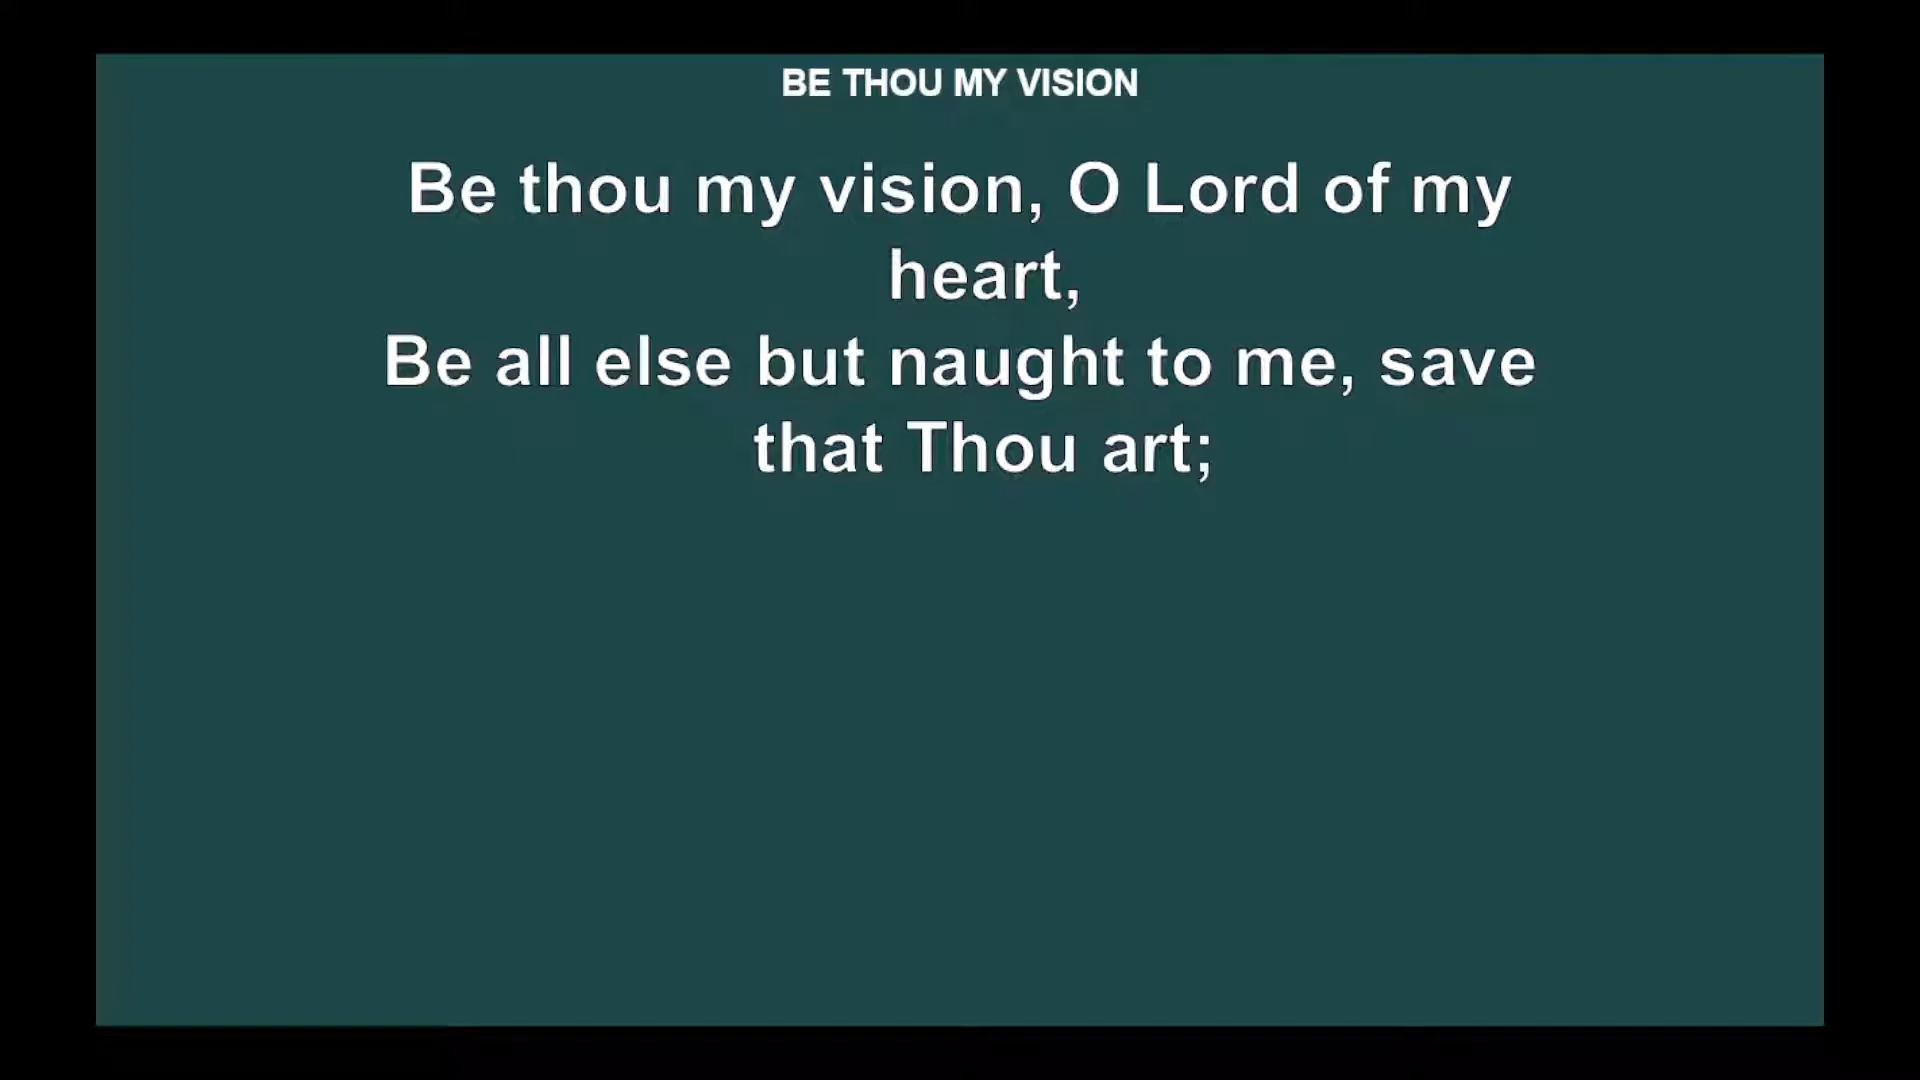 BE THOU MY VISION
Be thou my vision, O Lord of my
heart,
Be all else but naught to me, save
that Thou art;